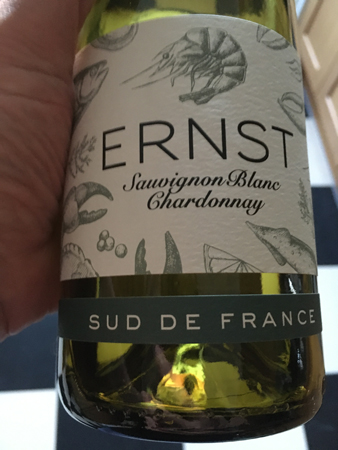 ERNST
Sauvignon Blanc
Chardonnay
SUD DE FRANCE